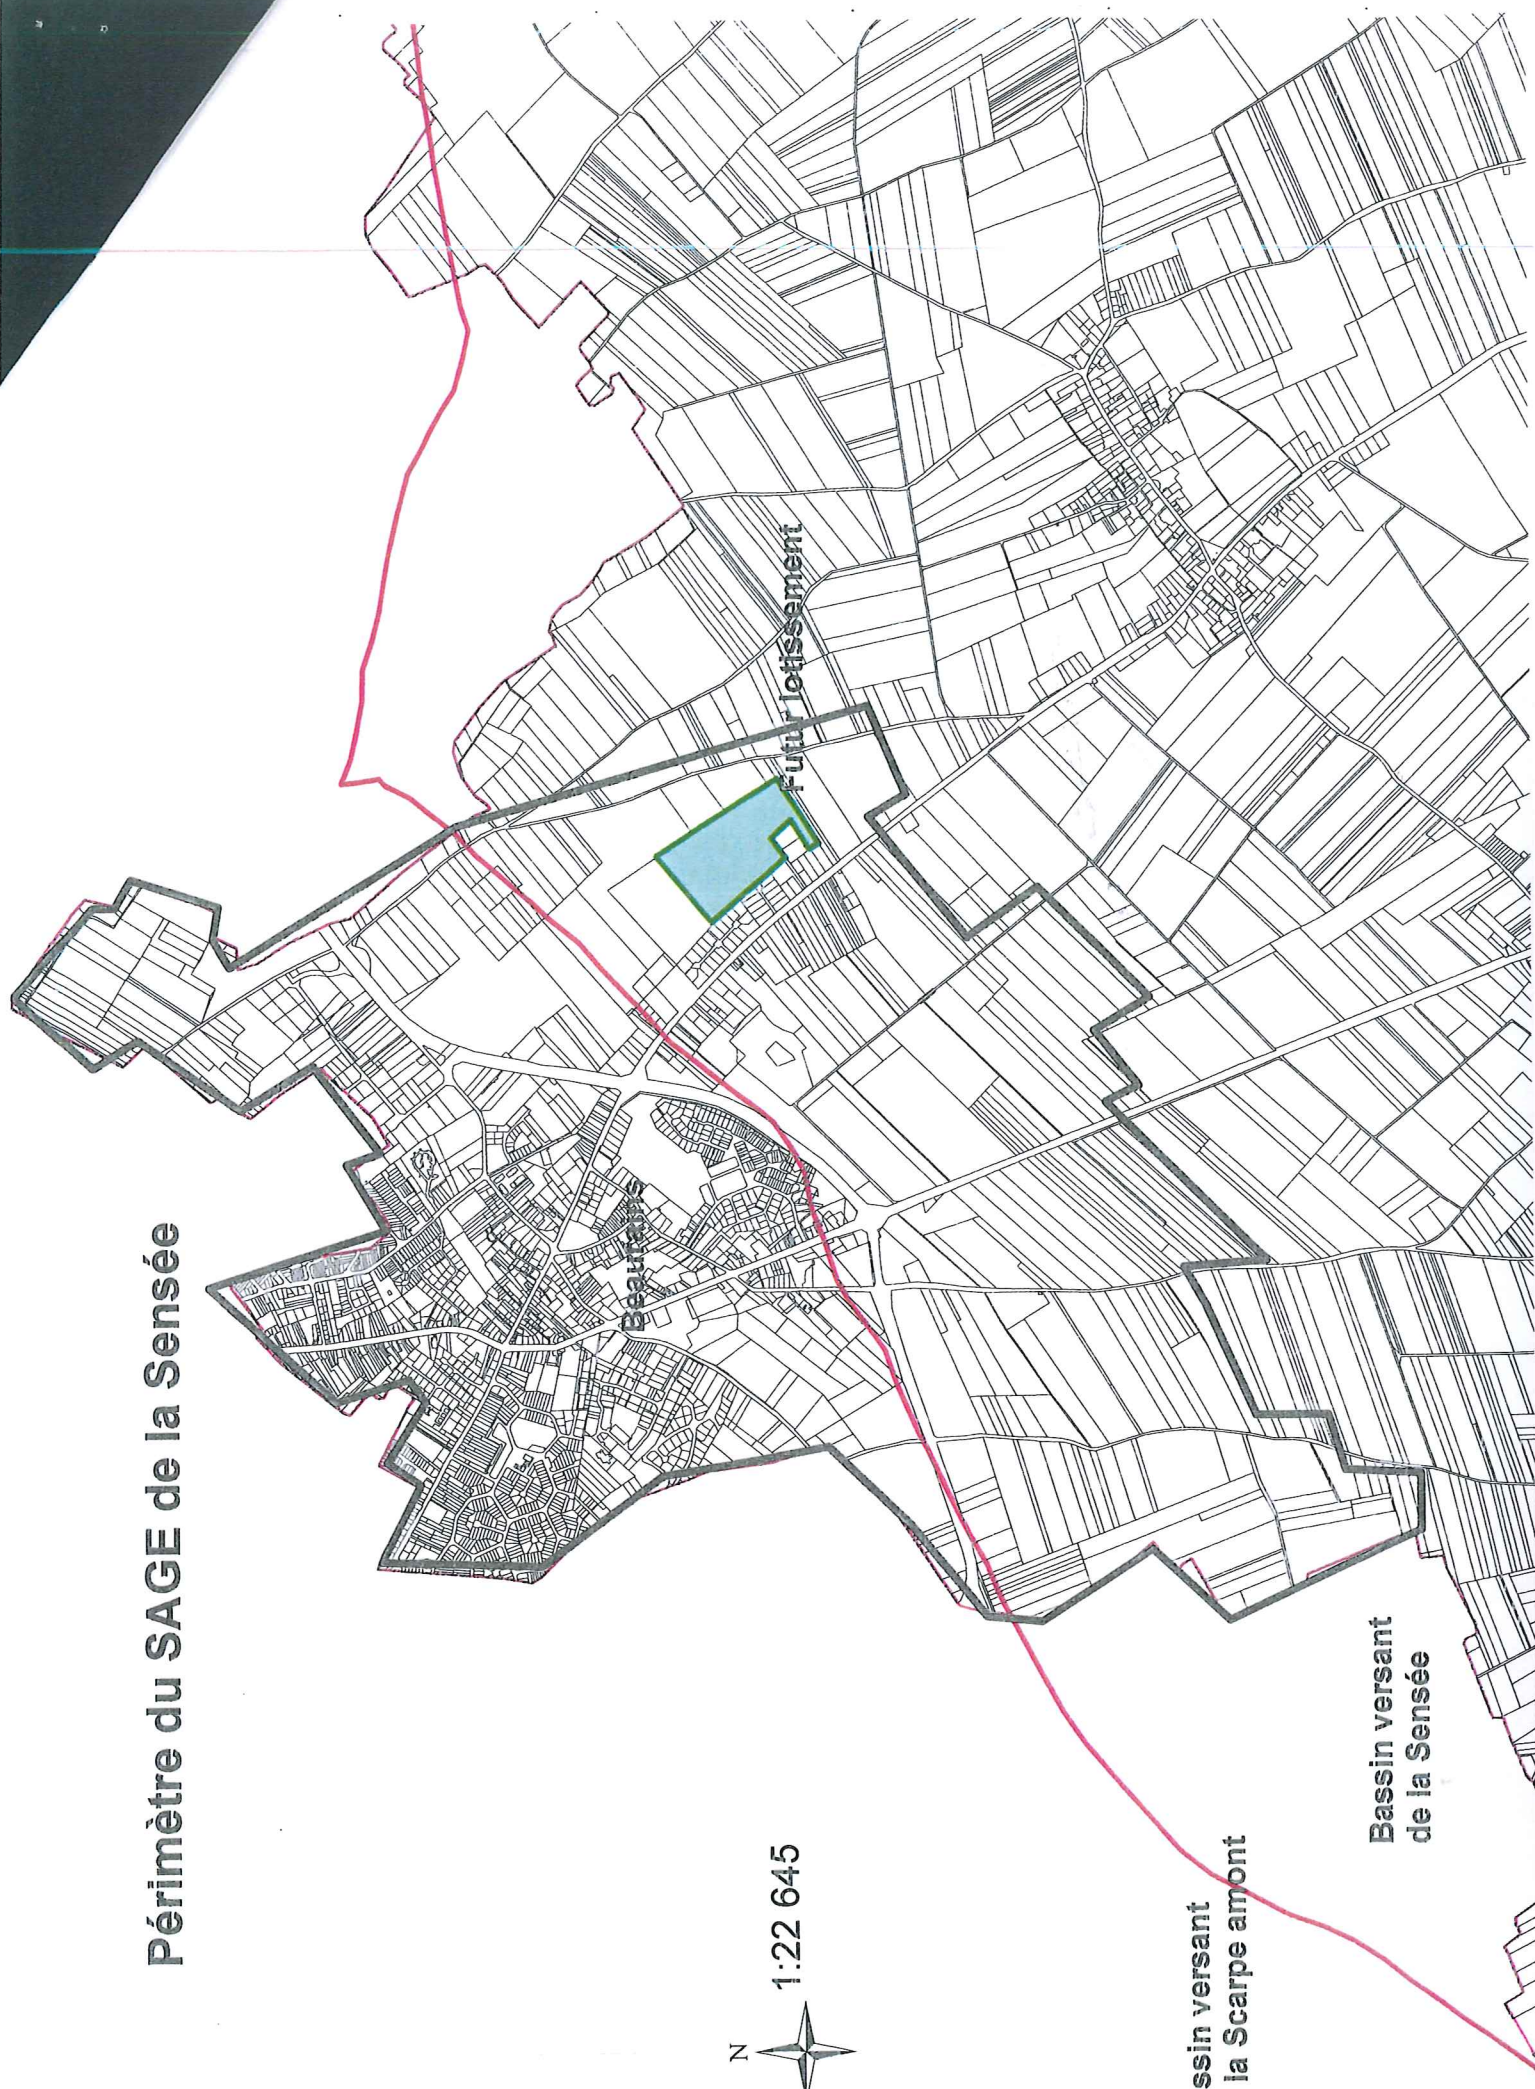 Périmètre du SAGE de la Sensée
Futur lotissement
Beaurains
N
1:22 645
ssin versant
la Scarpe amont
Bassin versant
de la Sensée